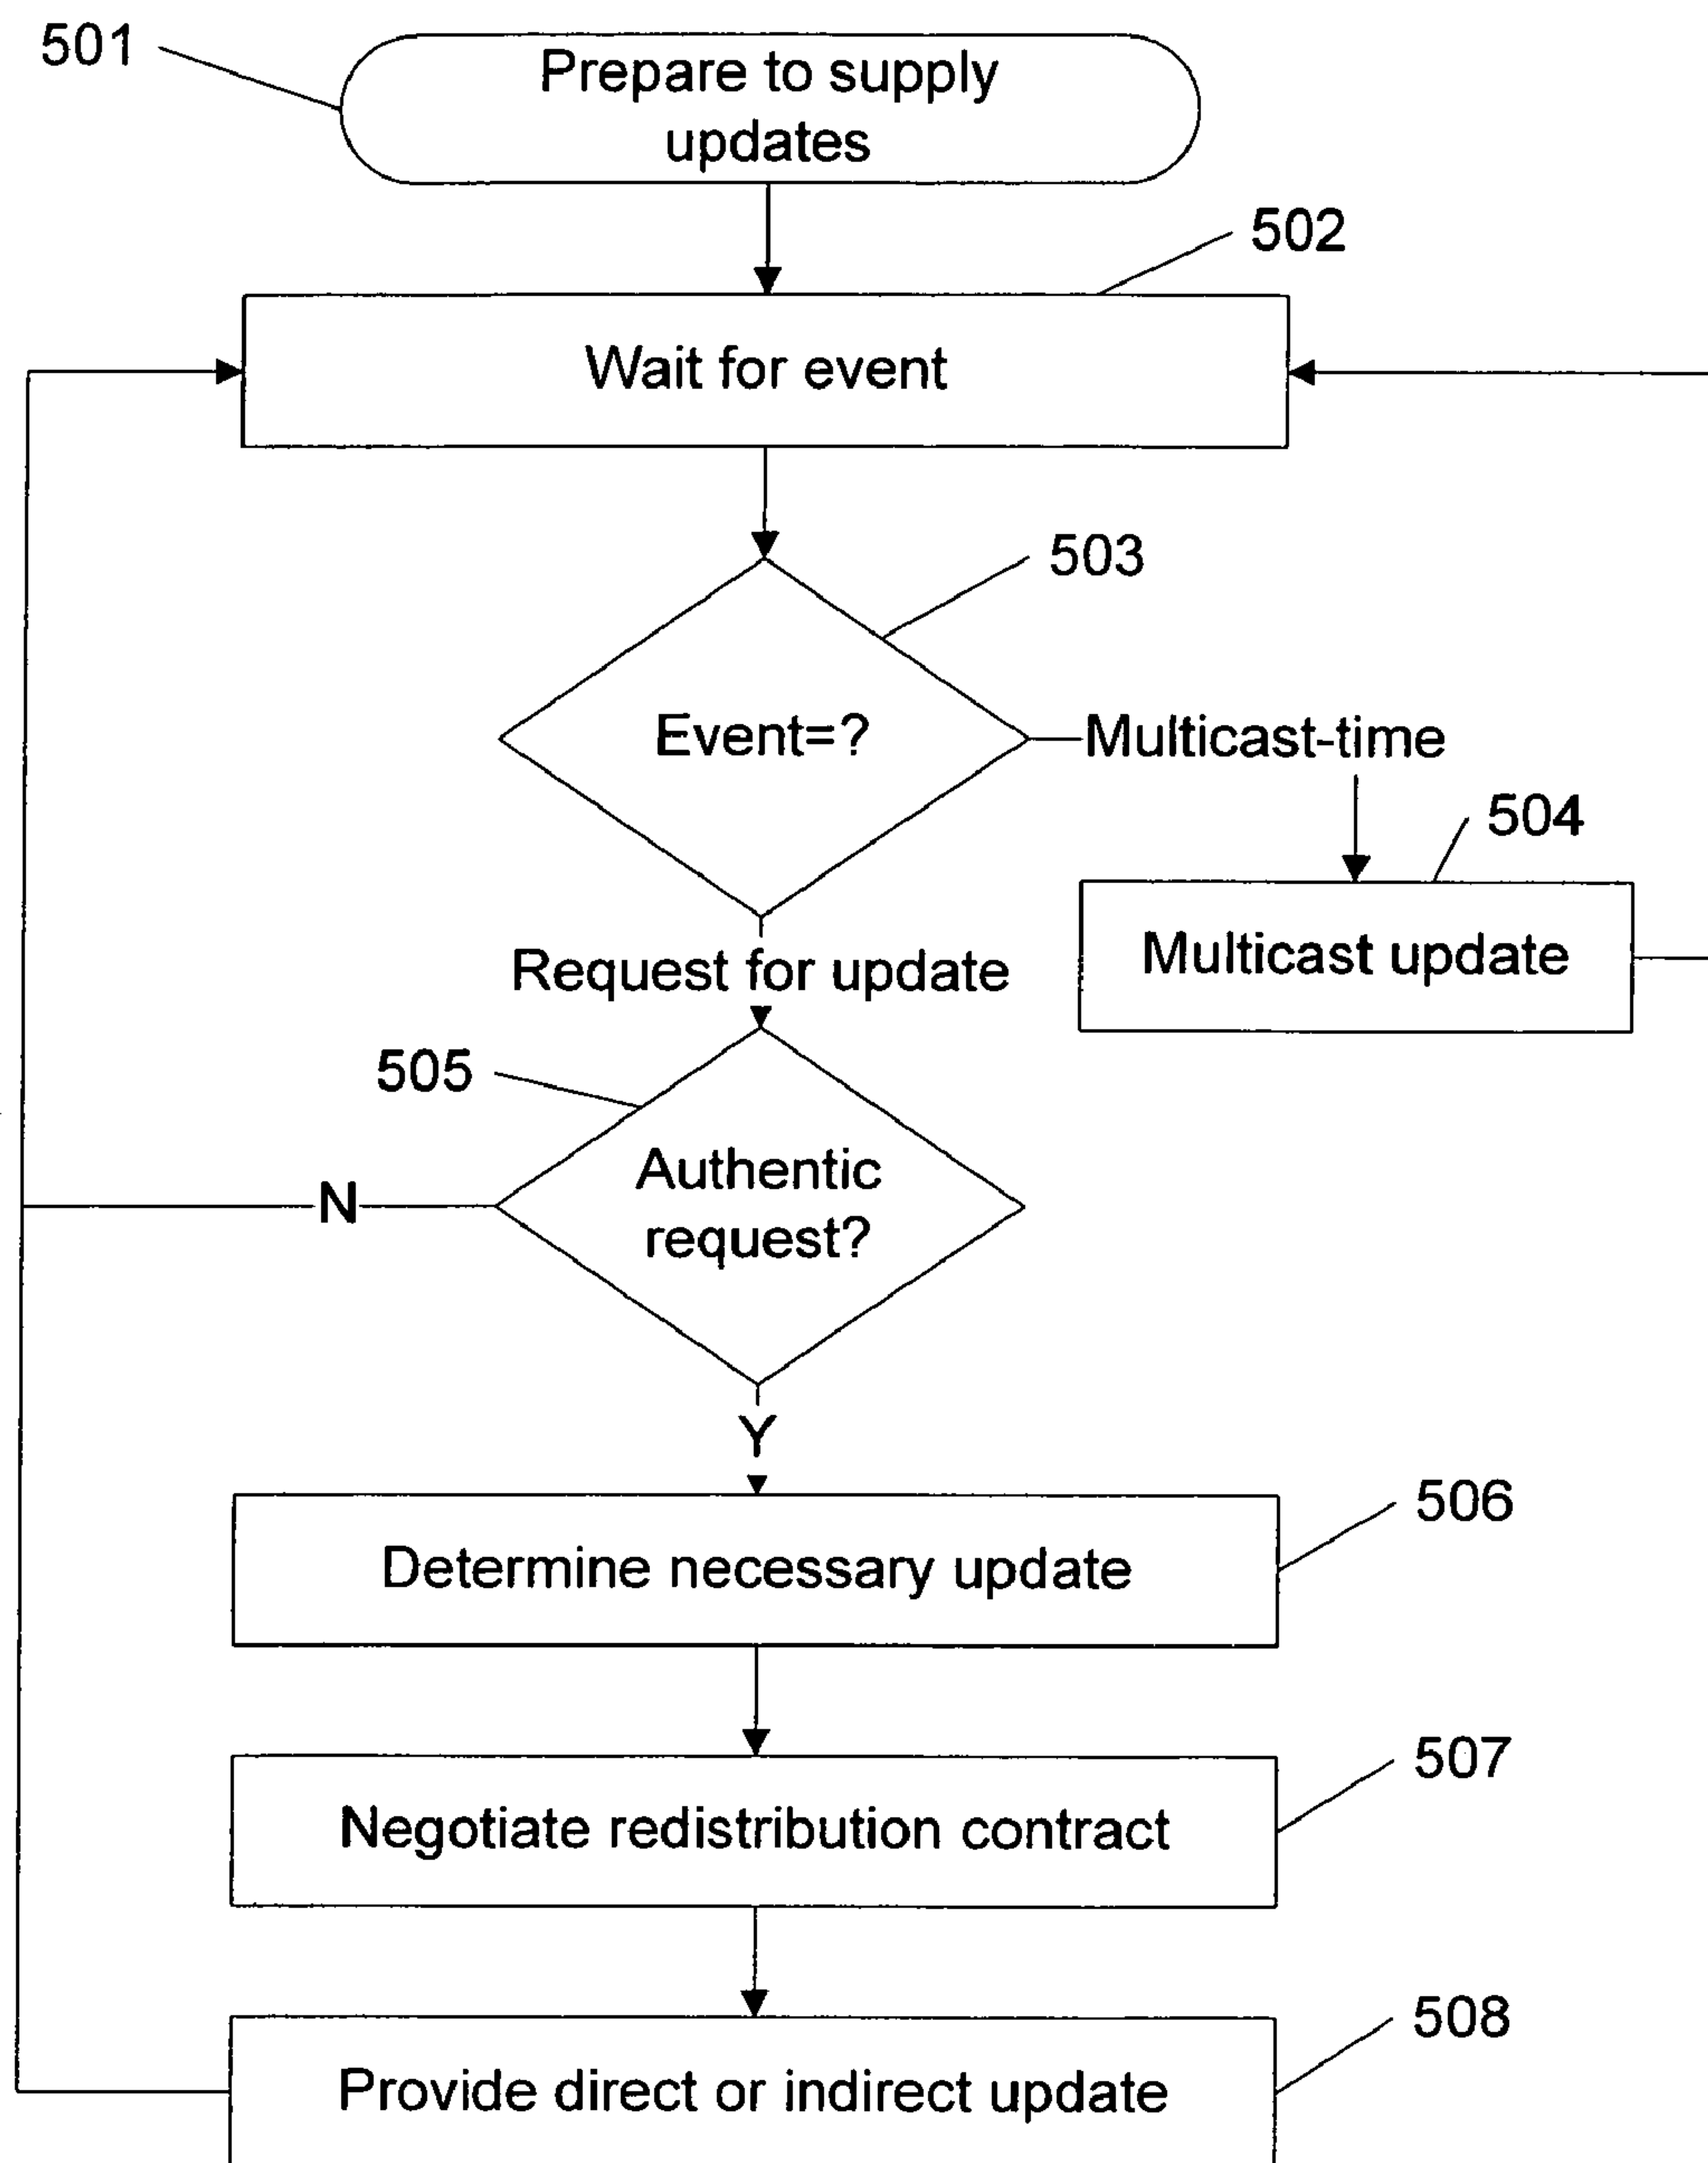 501
Prepare to supply
updates
502
Wait for event
503
Event=?
Multicast-time
504
Multicast update
Request for update
505
Authentic
request?
N
Y
506
Determine necessary update
507
Negotiate redistribution contract
508
Provide direct or indirect update